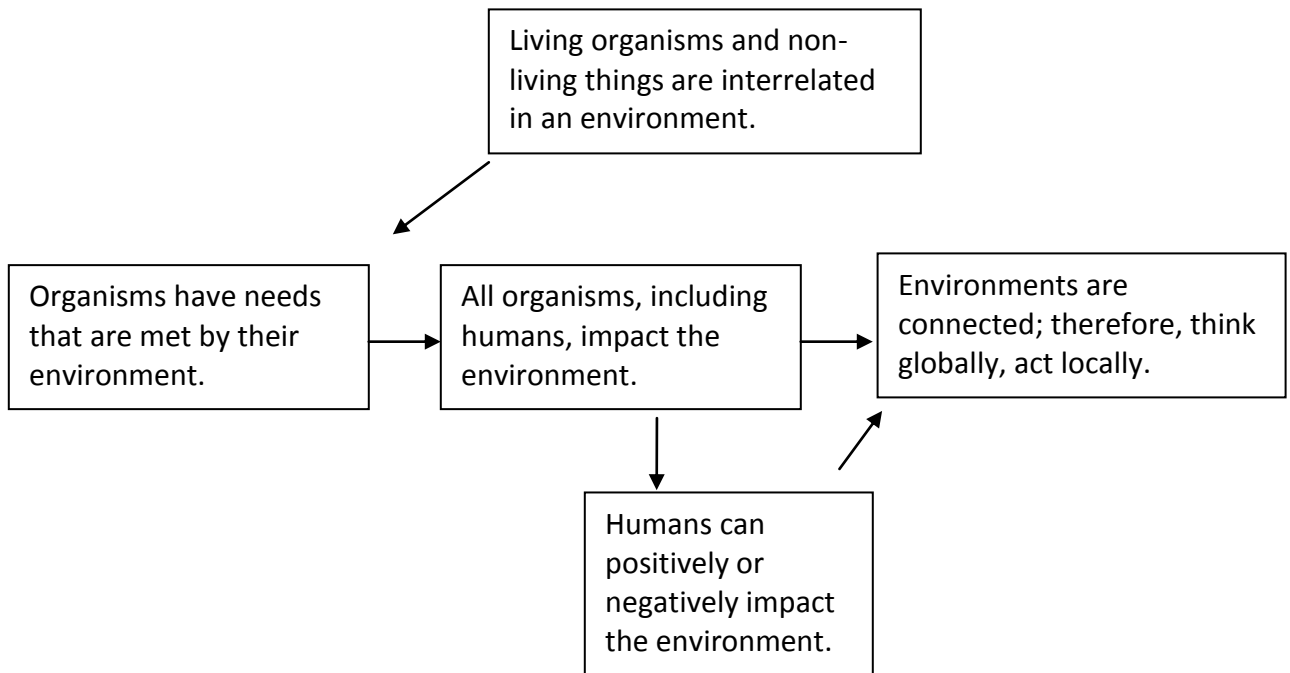 Living organisms and non-
living things are interrelated
in an environment.
Organisms have needs
that are met by their
environment.
All organisms, including
humans, impact the
environment.
Environments are
connected; therefore, think
globally, act locally.
Humans can
positively or
negatively impact
the environment.